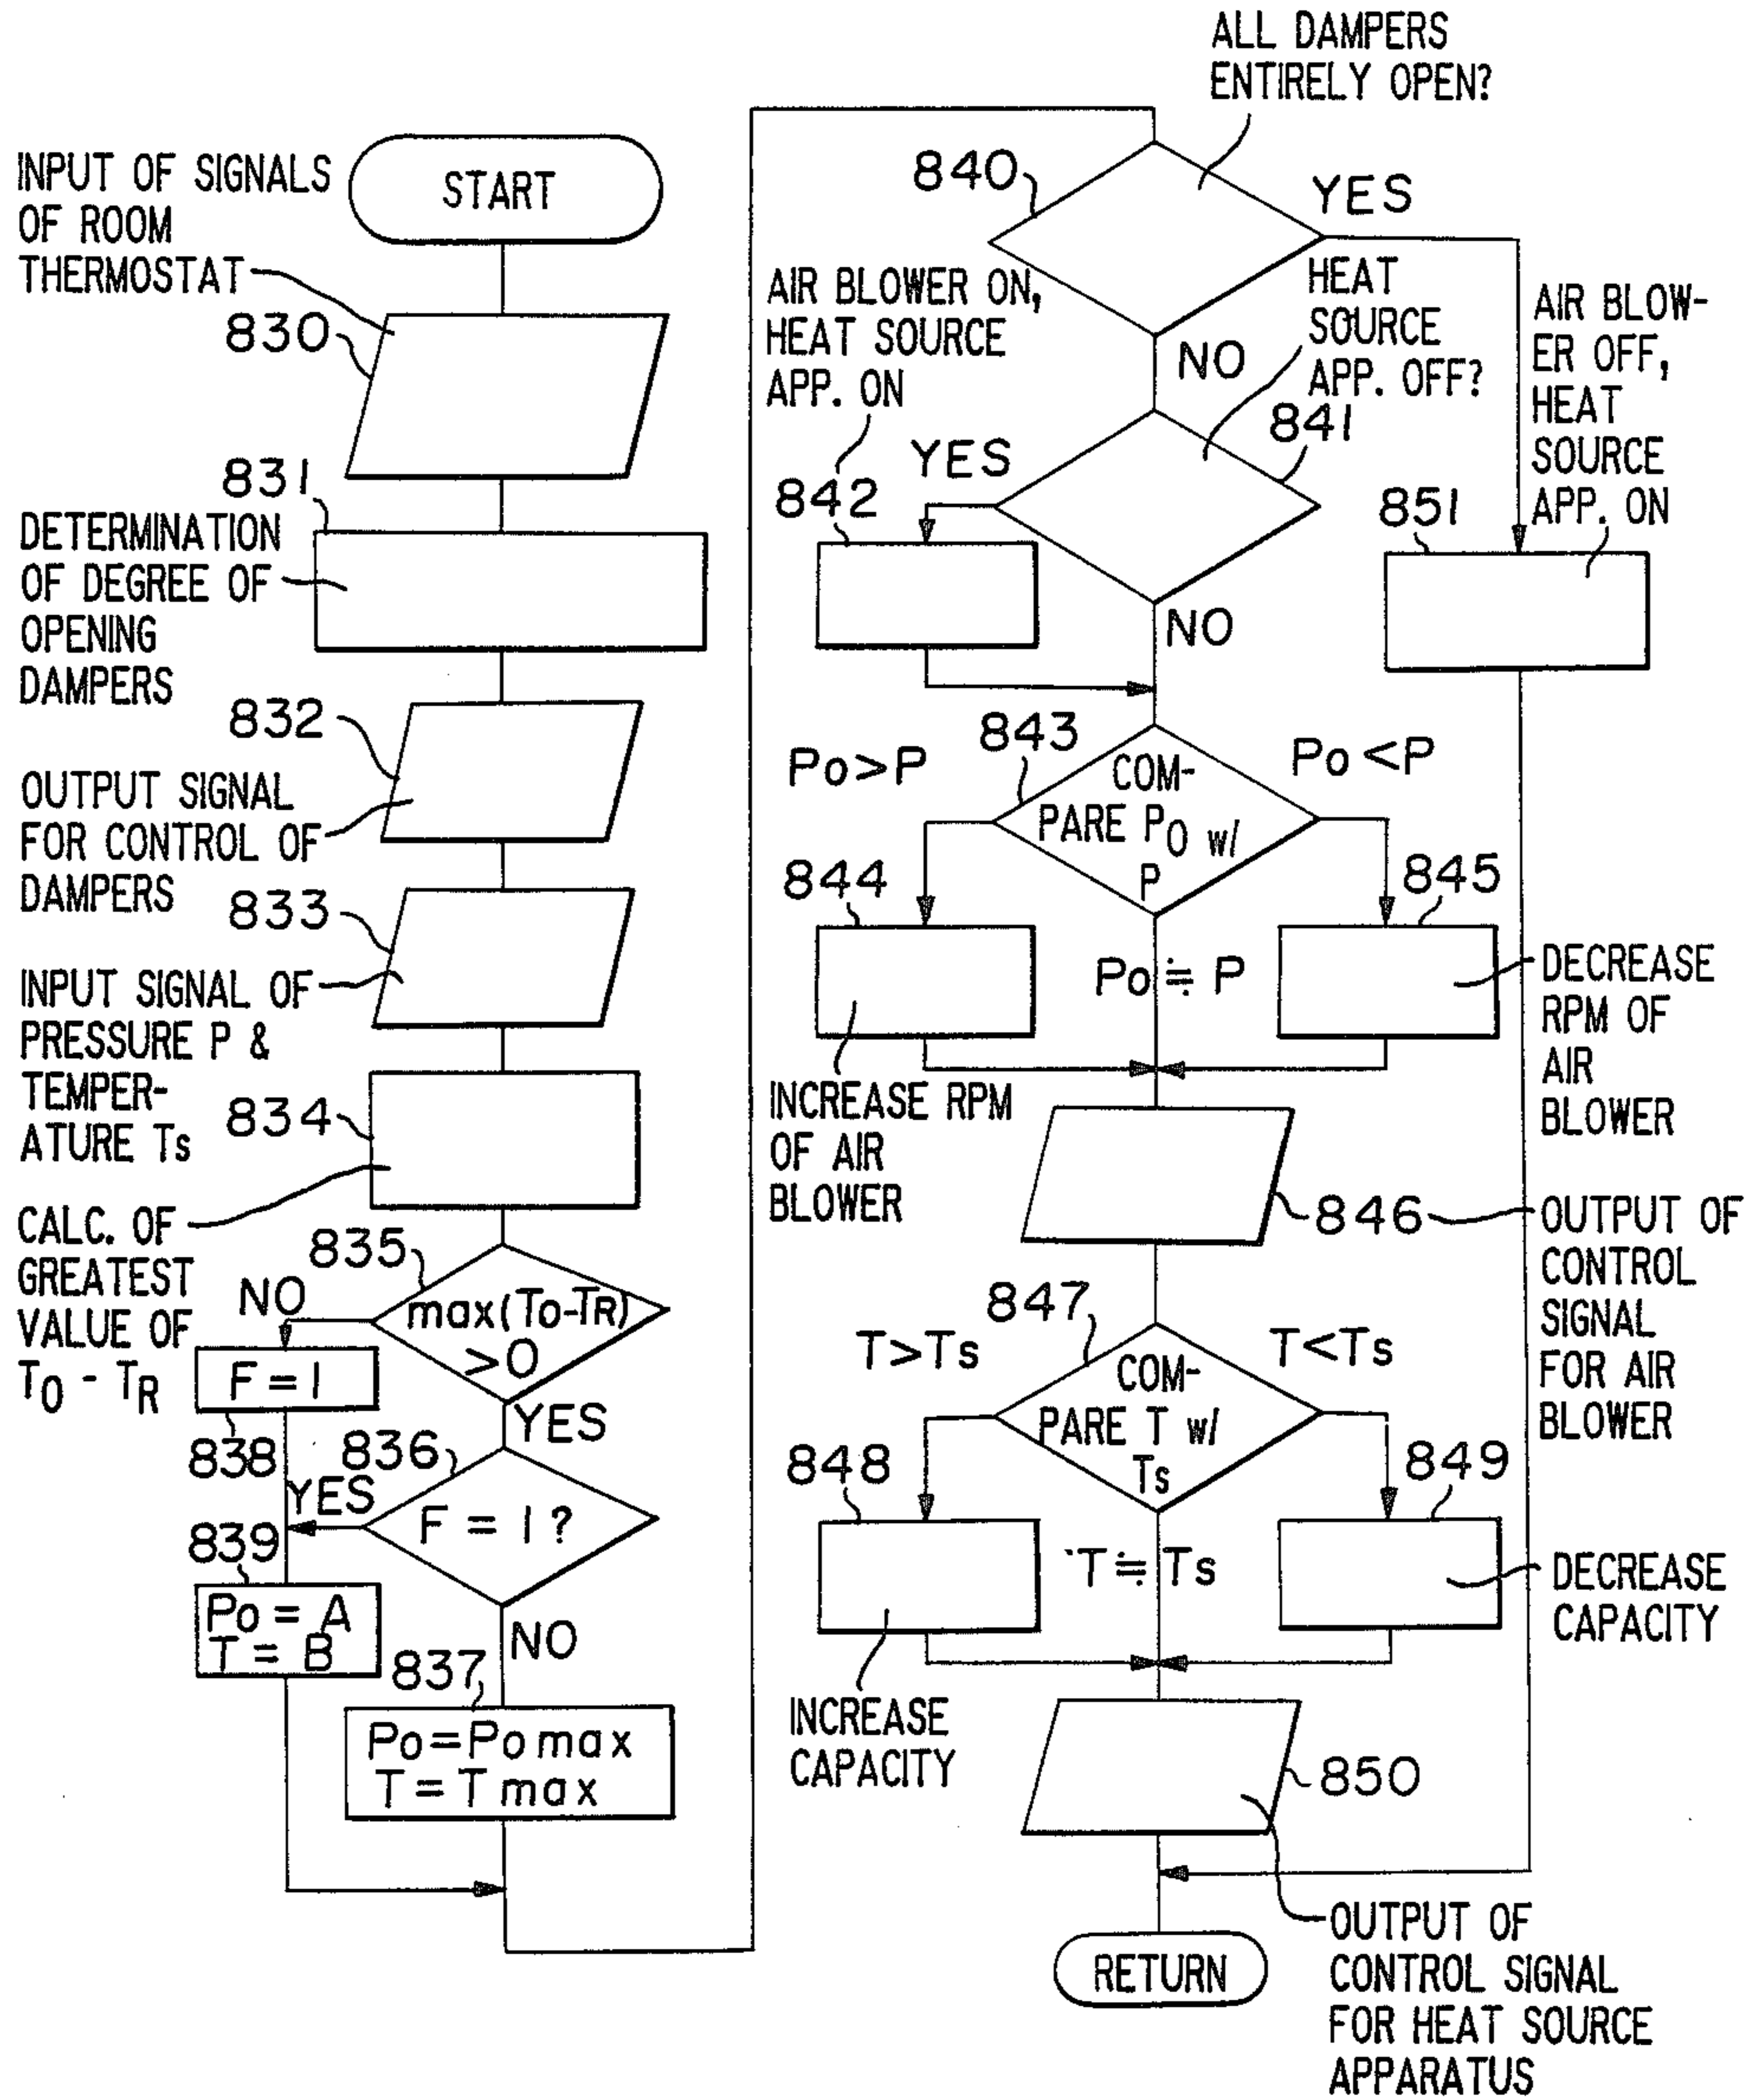 INPUT OF SIGNALS
OF ROOM
THERMOSTAT
START
830
831
DETERMINATION
OF DEGREE OF
OPENING
DAMPERS
832
OUTPUT SIGNAL
FOR CONTROL OF
DAMPERS
833
INPUT SIGNAL OF
PRESSURE P &
TEMPER-
ATURE Ts
834
CALC. OF
GREATEST
VALUE OF
T0 - TR
835
NO
max(To-TR)
>0
F = 1
838
YES
836
YES
F = 1?
839
Po = A
T = B
NO
837
Po=Po max
T = T max
ALL DAMPERS
ENTIRELY OPEN?
840
YES
AIR BLOWER ON,
HEAT SOURCE
APP. ON
NO
HEAT
SOURCE
APP. OFF?
841
AIR BLOW-
ER OFF,
HEAT
SOURCE
APP. ON
YES
842
851
NO
843
Po>P
Po<P
COM-
PARE P0 w/
P
844
845
Po≒P
DECREASE
RPM OF
AIR
BLOWER
INCREASE RPM
OF AIR
BLOWER
846
OUTPUT OF
CONTROL
SIGNAL
FOR AIR
BLOWER
847
T>Ts
T<Ts
COM-
PARE T w/
Ts
848
849
T≒Ts
DECREASE
CAPACITY
INCREASE
CAPACITY
850
RETURN
OUTPUT OF
CONTROL SIGNAL
FOR HEAT SOURCE
APPARATUS